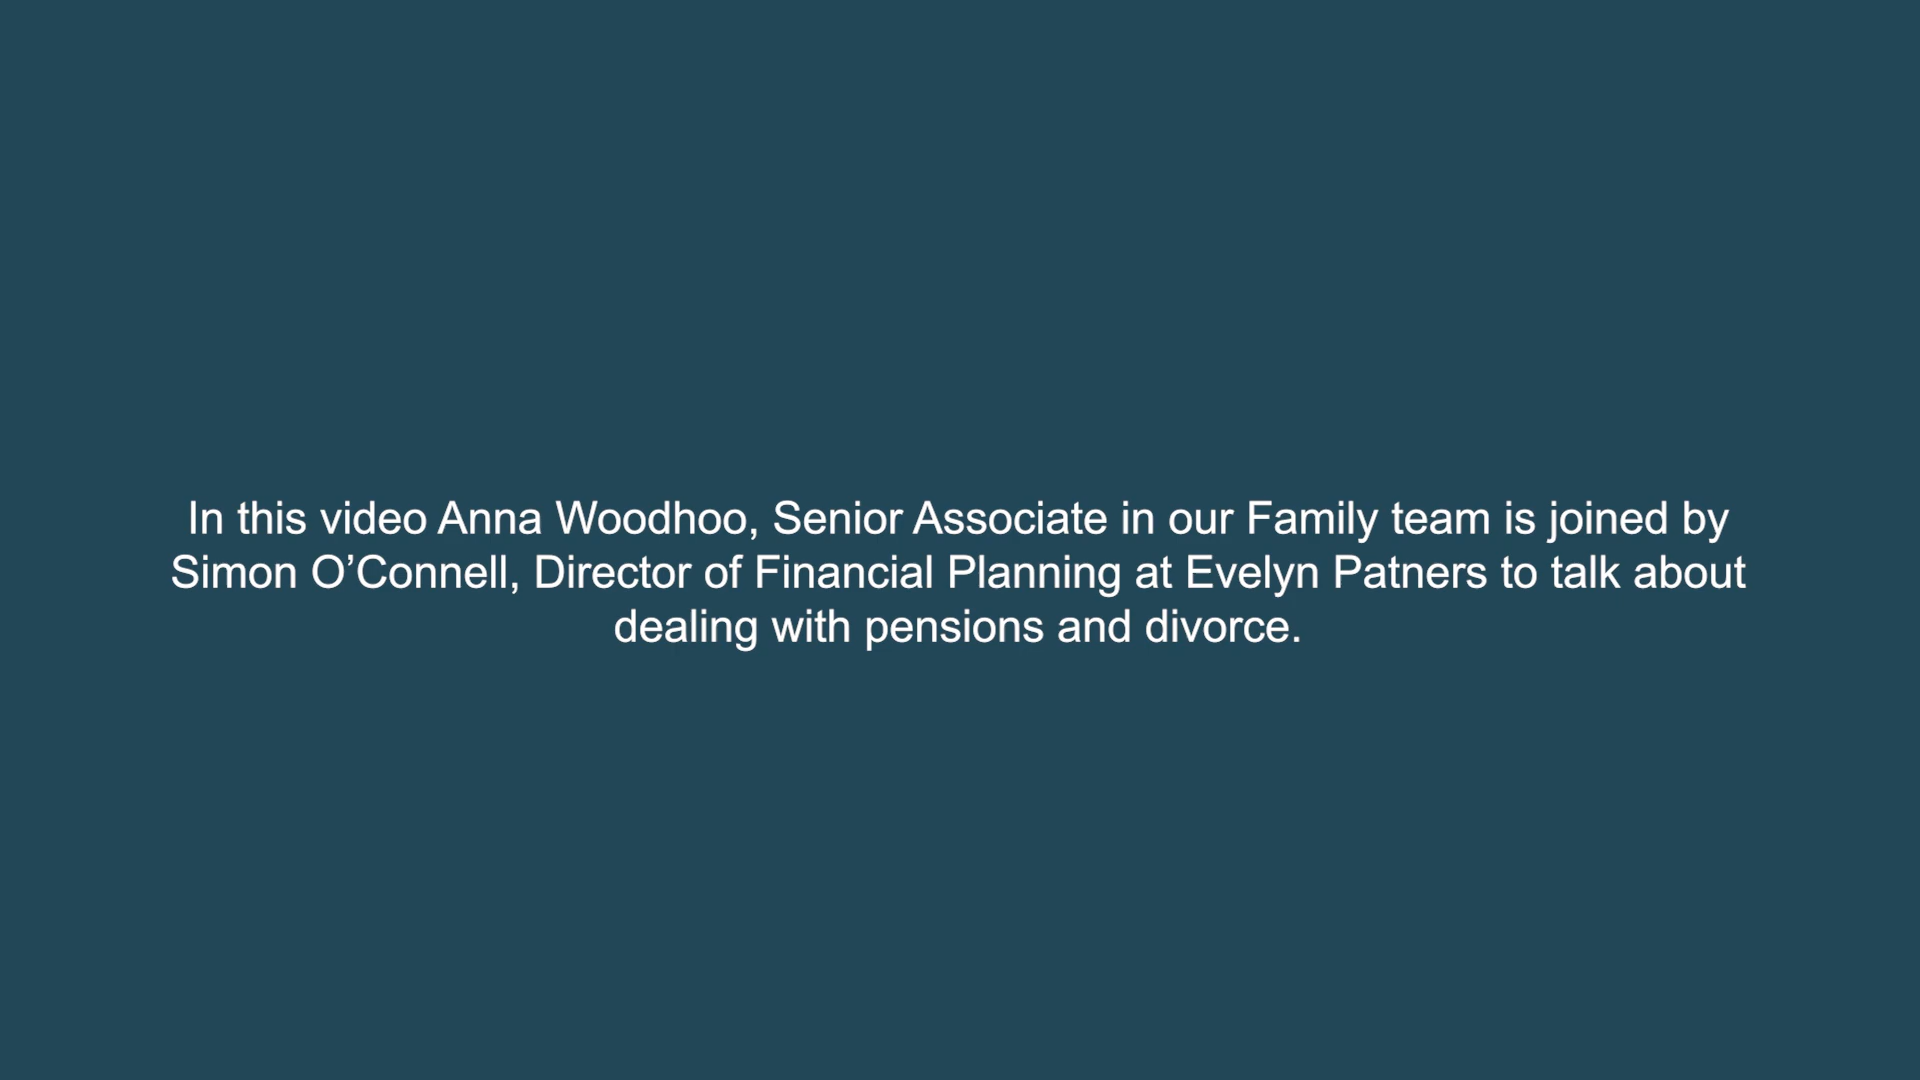 In this video Anna Woodhoo, Senior Associate in our Family team is joined by
Simon O’Connell, Director of Financial Planning at Evelyn Patners to talk about
dealing with pensions and divorce.